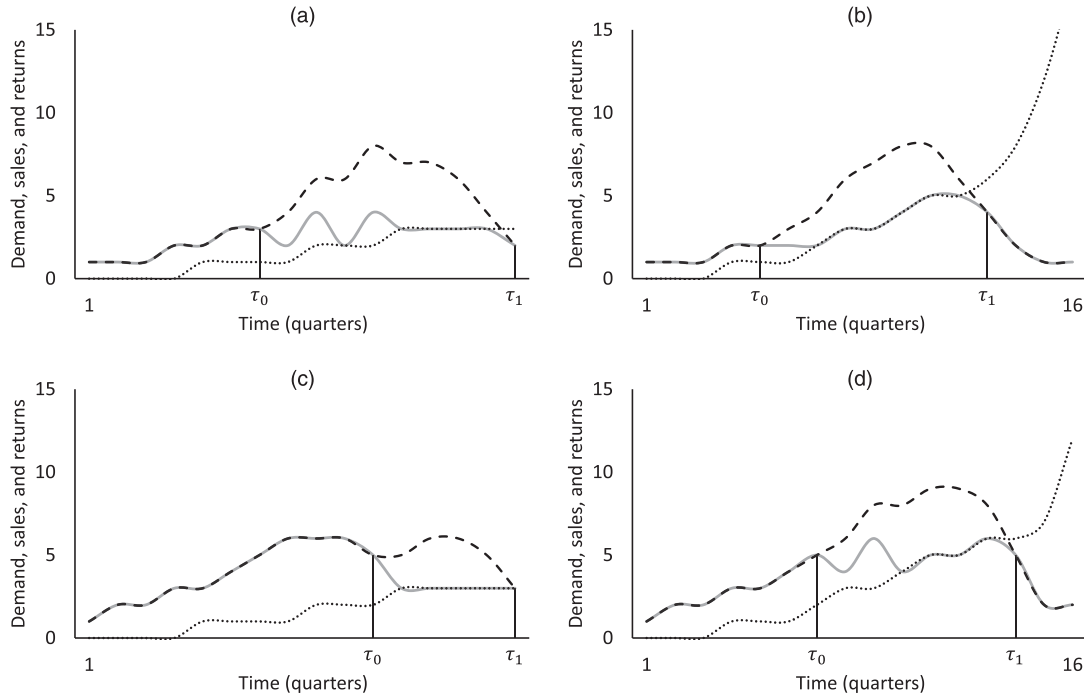 (a)
Demand, sales, and returns
15
10
5
0
1
τ0
τ1
Time (quarters)
(b)
Demand, sales, and returns
15
10
5
0
1
τ0
τ1
16
Time (quarters)
(c)
Demand, sales, and returns
15
10
5
0
1
τ0
τ1
Time (quarters)
(d)
Demand, sales, and returns
15
10
5
0
1
τ0
τ1
16
Time (quarters)